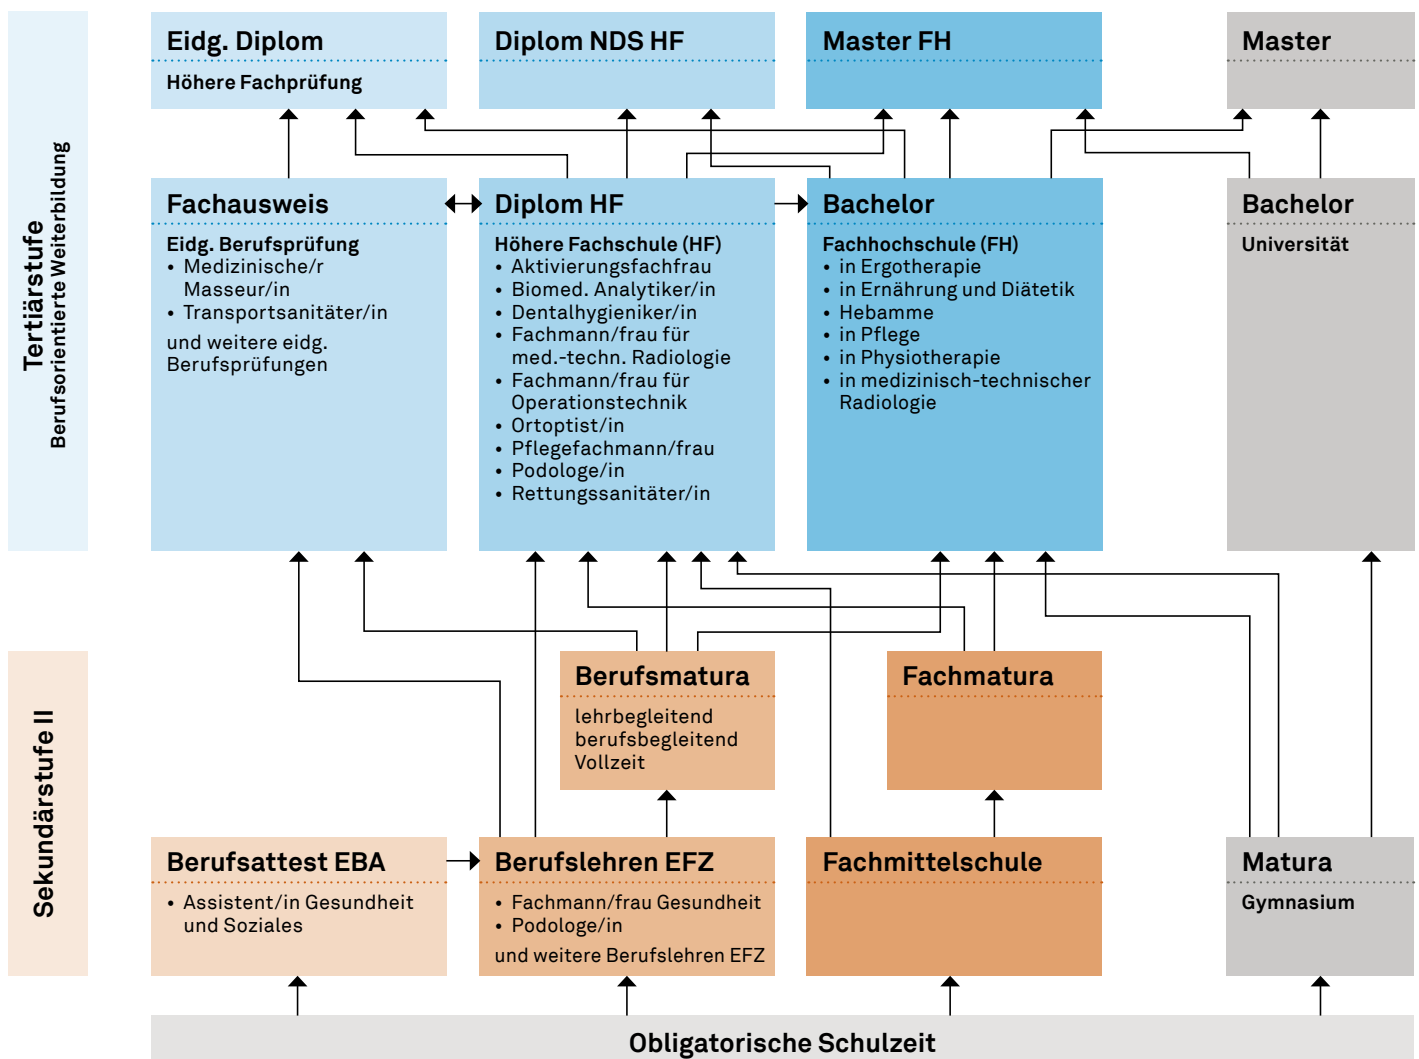 Tertiärstufe
Berufsorientierte Weiterbildung
Eidg. Diplom
Höhere Fachprüfung
Diplom NDS HF
Master FH
Master
Fachausweis
Eidg. Berufsprüfung
• Medizinische/r
Masseur/in
• Transportsanitäter/in
und weitere eidg.
Berufsprüfungen
Diplom HF
Höhere Fachschule (HF)
• Aktivierungsfachfrau
• Biomed. Analytiker/in
• Dentalhygieniker/in
• Fachmann/frau für
med.-techn. Radiologie
• Fachmann/frau für
Operationstechnik
• Ortoptist/in
• Pflegefachmann/frau
• Podologe/in
• Rettungssanitäter/in
Bachelor
Fachhochschule (FH)
• in Ergotherapie
• in Ernährung und Diätetik
• Hebamme
• in Pflege
• in Physiotherapie
• in medizinisch-technischer
Radiologie
Bachelor
Universität
Sekundärstufe II
Berufsmatura
lehrbegleitend
berufsbegleitend
Vollzeit
Fachmatura
Berufsattest EBA
• Assistent/in Gesundheit
und Soziales
Berufslehren EFZ
• Fachmann/frau Gesundheit
• Podologe/in
und weitere Berufslehren EFZ
Fachmittelschule
Matura
Gymnasium
Obligatorische Schulzeit